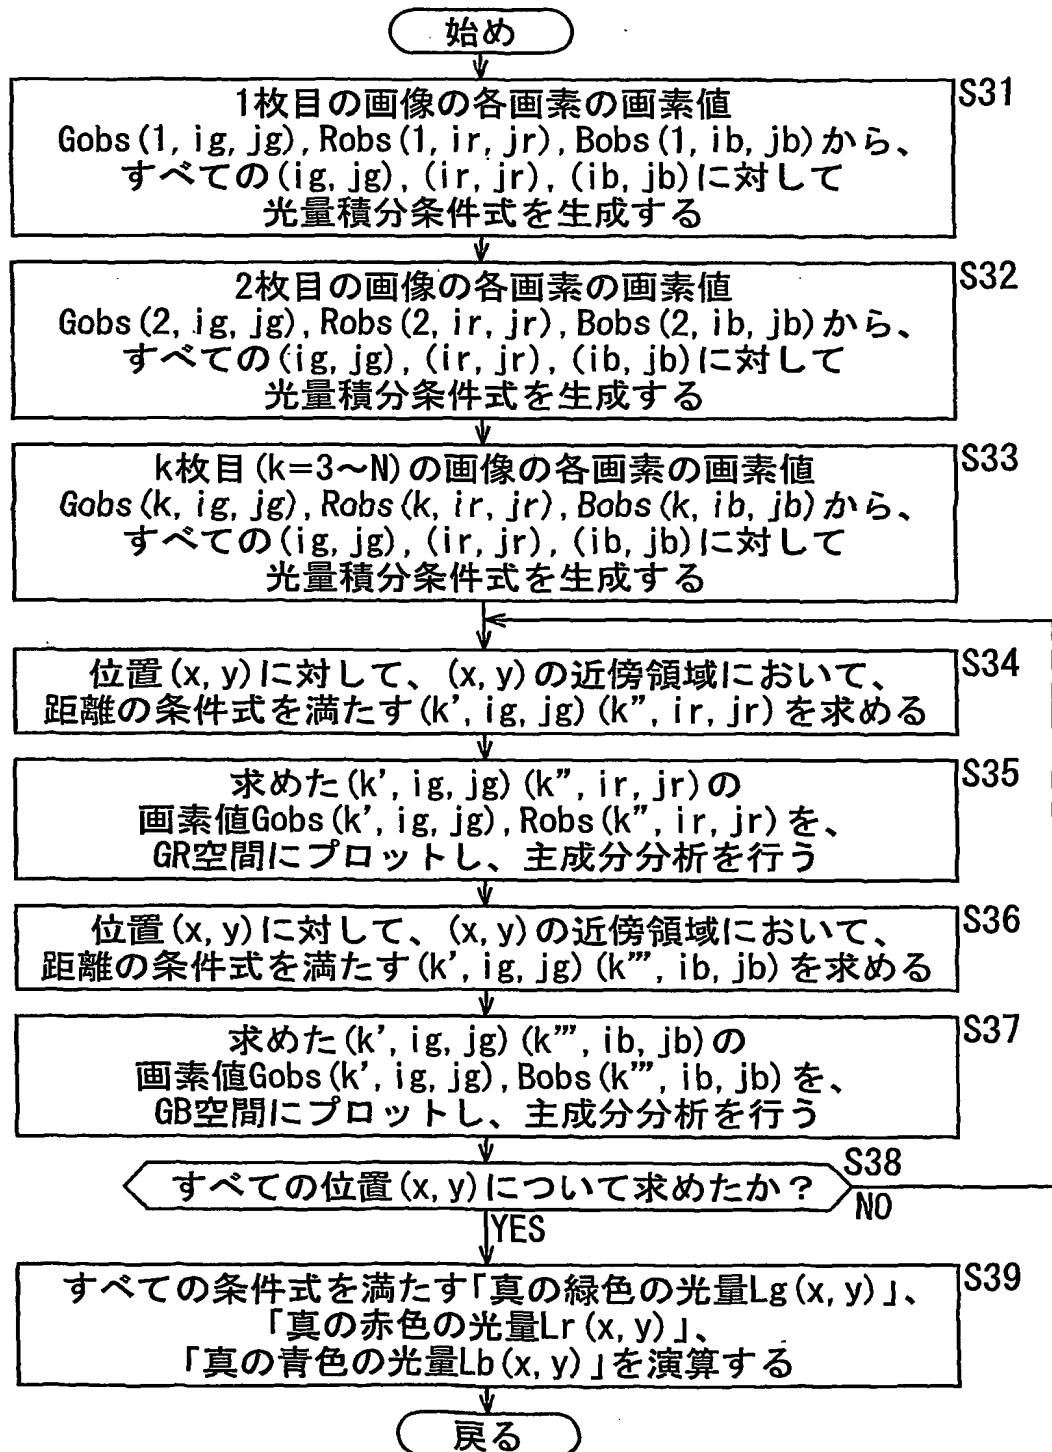 始め
S31
1枚目の画像の各画素の画素値
Gobs(1, ig, jg), Robs(1, ir, jr), Bobs(1, ib, jb)から、
すべての(ig, jg), (ir, jr), (ib, jb)に対して
光量積分条件式を生成する
S32
2枚目の画像の各画素の画素値
Gobs(2, ig, jg), Robs(2, ir, jr), Bobs(2, ib, jb)から、
すべての(ig, jg), (ir, jr), (ib, jb)に対して
光量積分条件式を生成する
S33
k枚目(k=3〜N)の画像の各画素の画素値
Gobs(k, ig, jg), Robs(k, ir, jr), Bobs(k, ib, jb)から、
すべての(ig, jg), (ir, jr), (ib, jb)に対して
光量積分条件式を生成する
S34
位置(x, y)に対して、(x, y)の近傍領域において、
距離の条件式を満たす(k', ig, jg) (k", ir, jr)を求める
S35
求めた(k', ig, jg) (k", ir, jr)の
画素値Gobs(k', ig, jg), Robs(k", ir, jr)を、
GR空間にプロットし、主成分分析を行う
S36
位置(x, y)に対して、(x, y)の近傍領域において、
距離の条件式を満たす(k', ig, jg) (k"', ib, jb)を求める
S37
求めた(k', ig, jg) (k"', ib, jb)の
画素値Gobs(k', ig, jg), Bobs(k"', ib, jb)を、
GB空間にプロットし、主成分分析を行う
S38
すべての位置(x, y)について求めたか？
NO
YES
S39
すべての条件式を満たす「真の緑色の光量Lg(x, y)」、
「真の赤色の光量Lr(x, y)」、
「真の青色の光量Lb(x, y)」を演算する
戻る